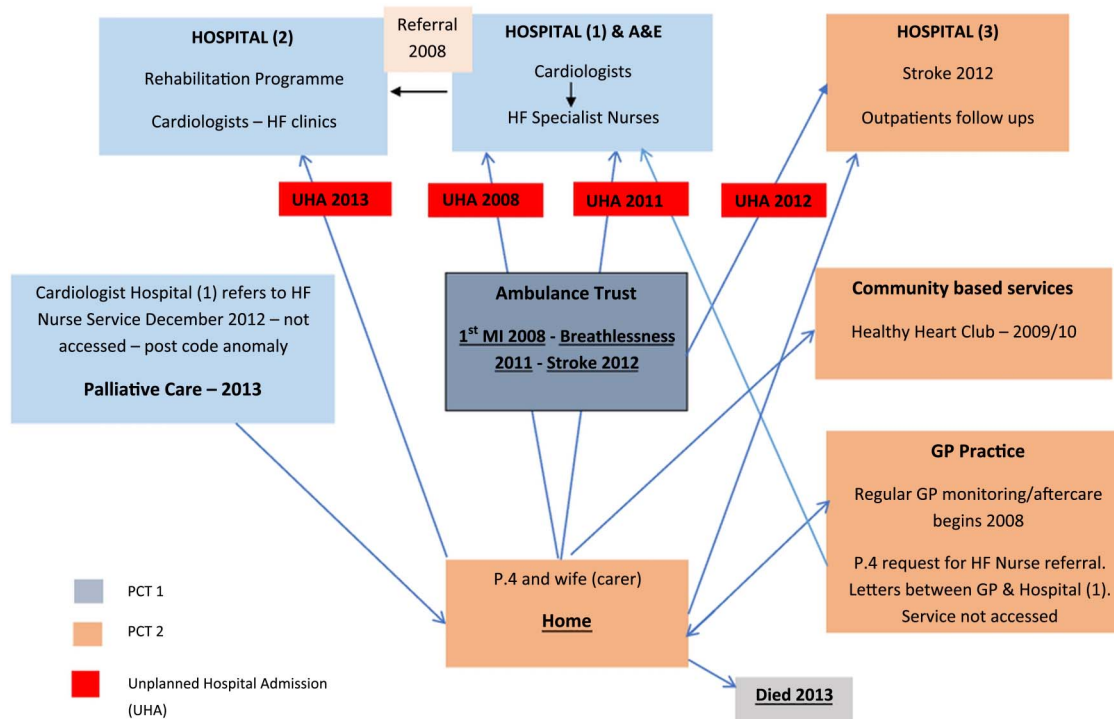 HOSPITAL (2)
Rehabilitation Programme
Cardiologists – HF clinics
Referral
2008
HOSPITAL (1) & A&E
Cardiologists
HF Specialist Nurses
HOSPITAL (3)
Stroke 2012
Outpatients follow ups
UHA 2013
UHA 2008
UHA 2011
UHA 2012
Cardiologist Hospital (1) refers to HF
Nurse Service December 2012 – not
accessed – post code anomaly
Palliative Care – 2013
Ambulance Trust
1st MI 2008 - Breathlessness
2011 - Stroke 2012
Community based services
Healthy Heart Club – 2009/10
GP Practice
Regular GP monitoring/aftercare
begins 2008
P.4 request for HF Nurse referral.
Letters between GP & Hospital (1).
Service not accessed
P.4 and wife (carer)
Home
Died 2013
PCT 1
PCT 2
Unplanned Hospital Admission
(UHA)